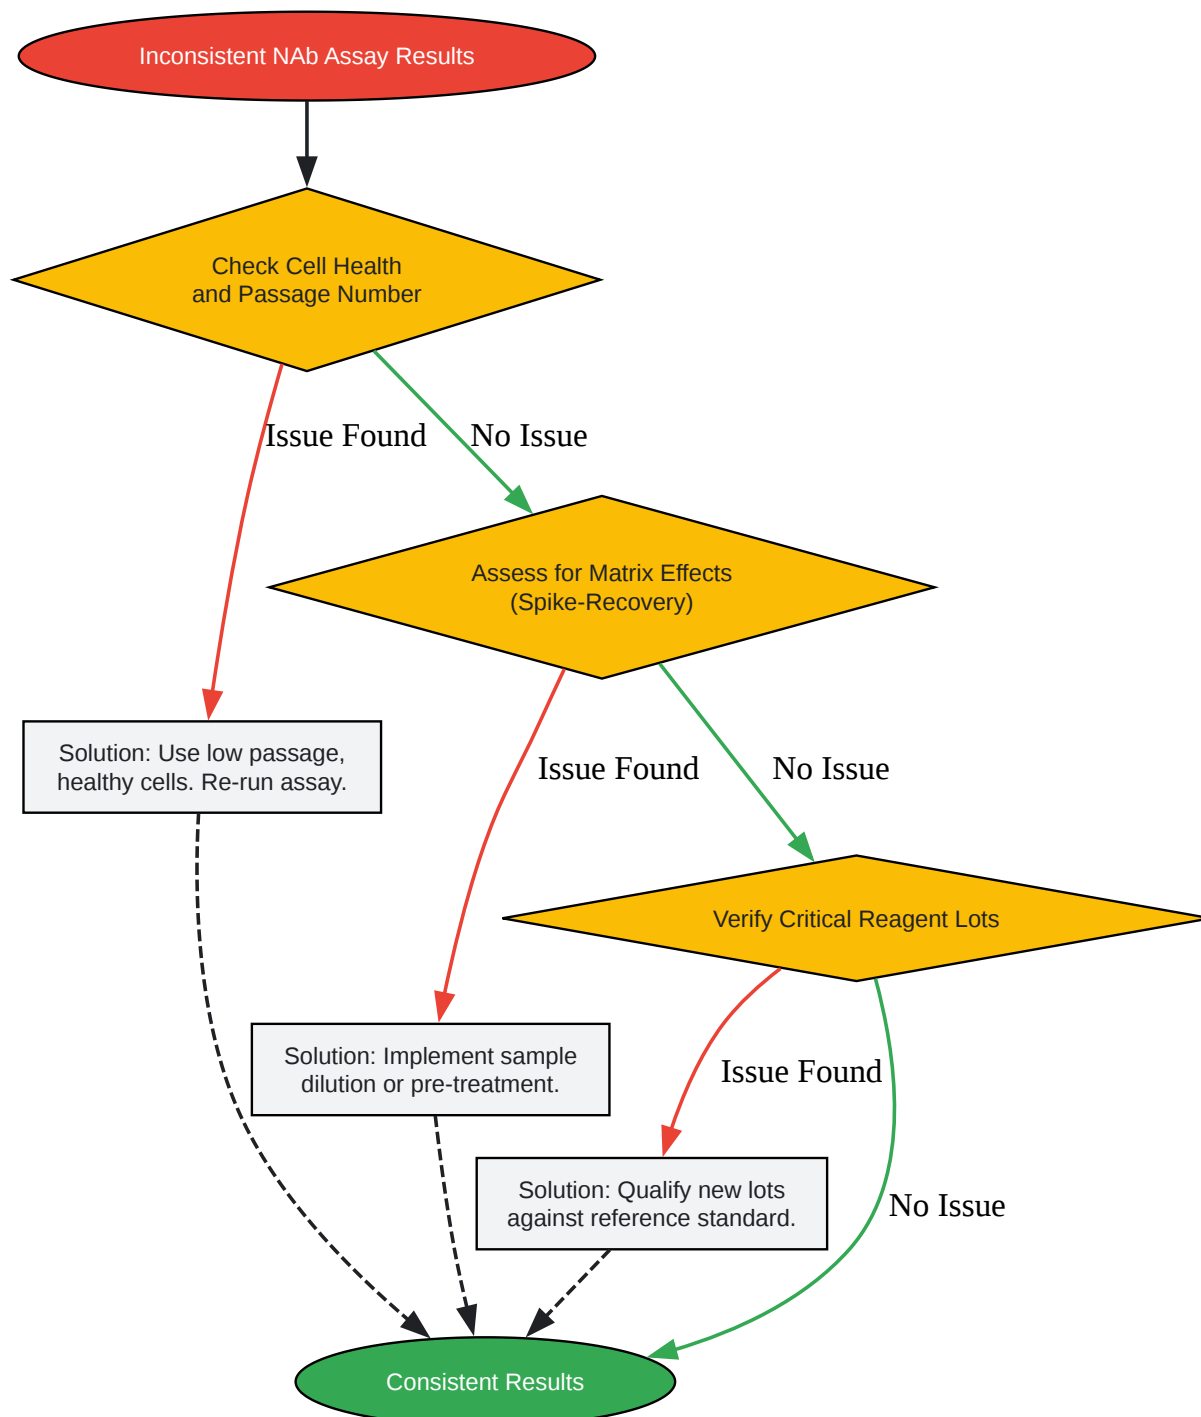 Inconsistent NAb Assay Results
Check Cell Health
and Passage Number
Issue Found
No Issue
Assess for Matrix Effects
(Spike-Recovery)
Solution: Use low passage,
healthy cells. Re-run assay.
Issue Found
No Issue
Verify Critical Reagent Lots
Solution: Implement sample
dilution or pre-treatment.
Issue Found
Solution: Qualify new lots
against reference standard.
No Issue
Consistent Results